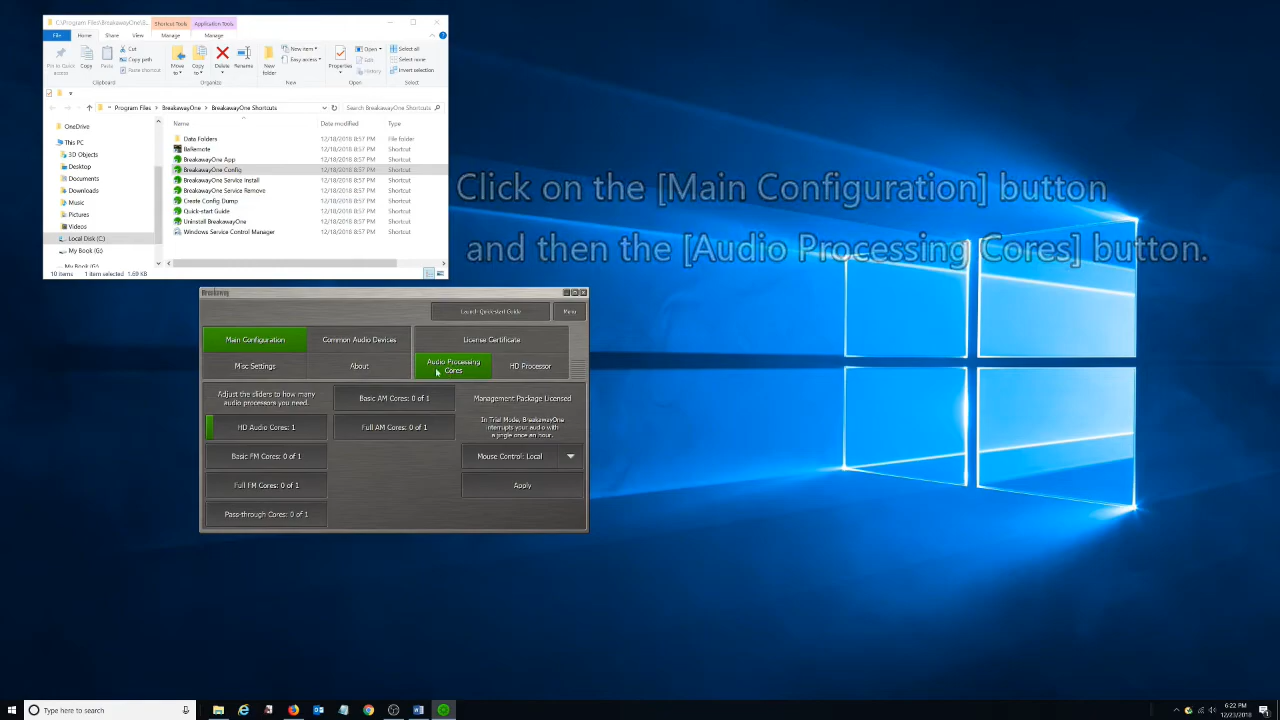 C:\Program Files\BreakawayOne\B...
Shortcut Tools
Application Tools
File
Home
Share
View
Manage
Manage
Pin to Quick access
Copy
Paste
Cut
Copy path
Paste shortcut
Clipboard
Move to
Copy to
Delete
Rename
Organize
New folder
New item
Easy access
New
Properties
Open
Edit
History
Open
Select all
Select none
Invert selection
Select
Program Files > BreakawayOne > BreakawayOne Shortcuts
Search BreakawayOne Shortcuts
Name
Date modified
Type
OneDrive
This PC
3D Objects
Desktop
Documents
Downloads
Music
Pictures
Videos
Local Disk (C:)
My Book (G:)
My Book (G:)
Data Folders 12/18/2018 8:57 PM File folder
BaRemote 12/18/2018 8:57 PM Shortcut
BreakawayOne App 12/18/2018 8:57 PM Shortcut
BreakawayOne Config 12/18/2018 8:57 PM Shortcut
BreakawayOne Service Install 12/18/2018 8:57 PM Shortcut
BreakawayOne Service Remove 12/18/2018 8:57 PM Shortcut
Create Config Dump 12/18/2018 8:57 PM Shortcut
Quick-start Guide 12/18/2018 8:57 PM Shortcut
Uninstall BreakawayOne 12/18/2018 8:57 PM Shortcut
Windows Service Control Manager 12/18/2018 8:57 PM Shortcut
10 items 1 item selected 1.69 KB
Click on the [Main Configuration] button
and then the [Audio Processing Cores] button.
Breakaway
Launch Quickstart Guide
Menu
Main Configuration
Common Audio Devices
License Certificate
Misc Settings
About
Audio Processing
Cores
HD Processor
Adjust the sliders to how many
audio processors you need.
HD Audio Cores: 1
Basic FM Cores: 0 of 1
Full FM Cores: 0 of 1
Pass-through Cores: 0 of 1
Basic AM Cores: 0 of 1
Full AM Cores: 0 of 1
Management Package Licensed
In Trial Mode, BreakawayOne
interrupts your audio with
a jingle once an hour.
Mouse Control: Local
Apply
Type here to search
6:22 PM
12/23/2018